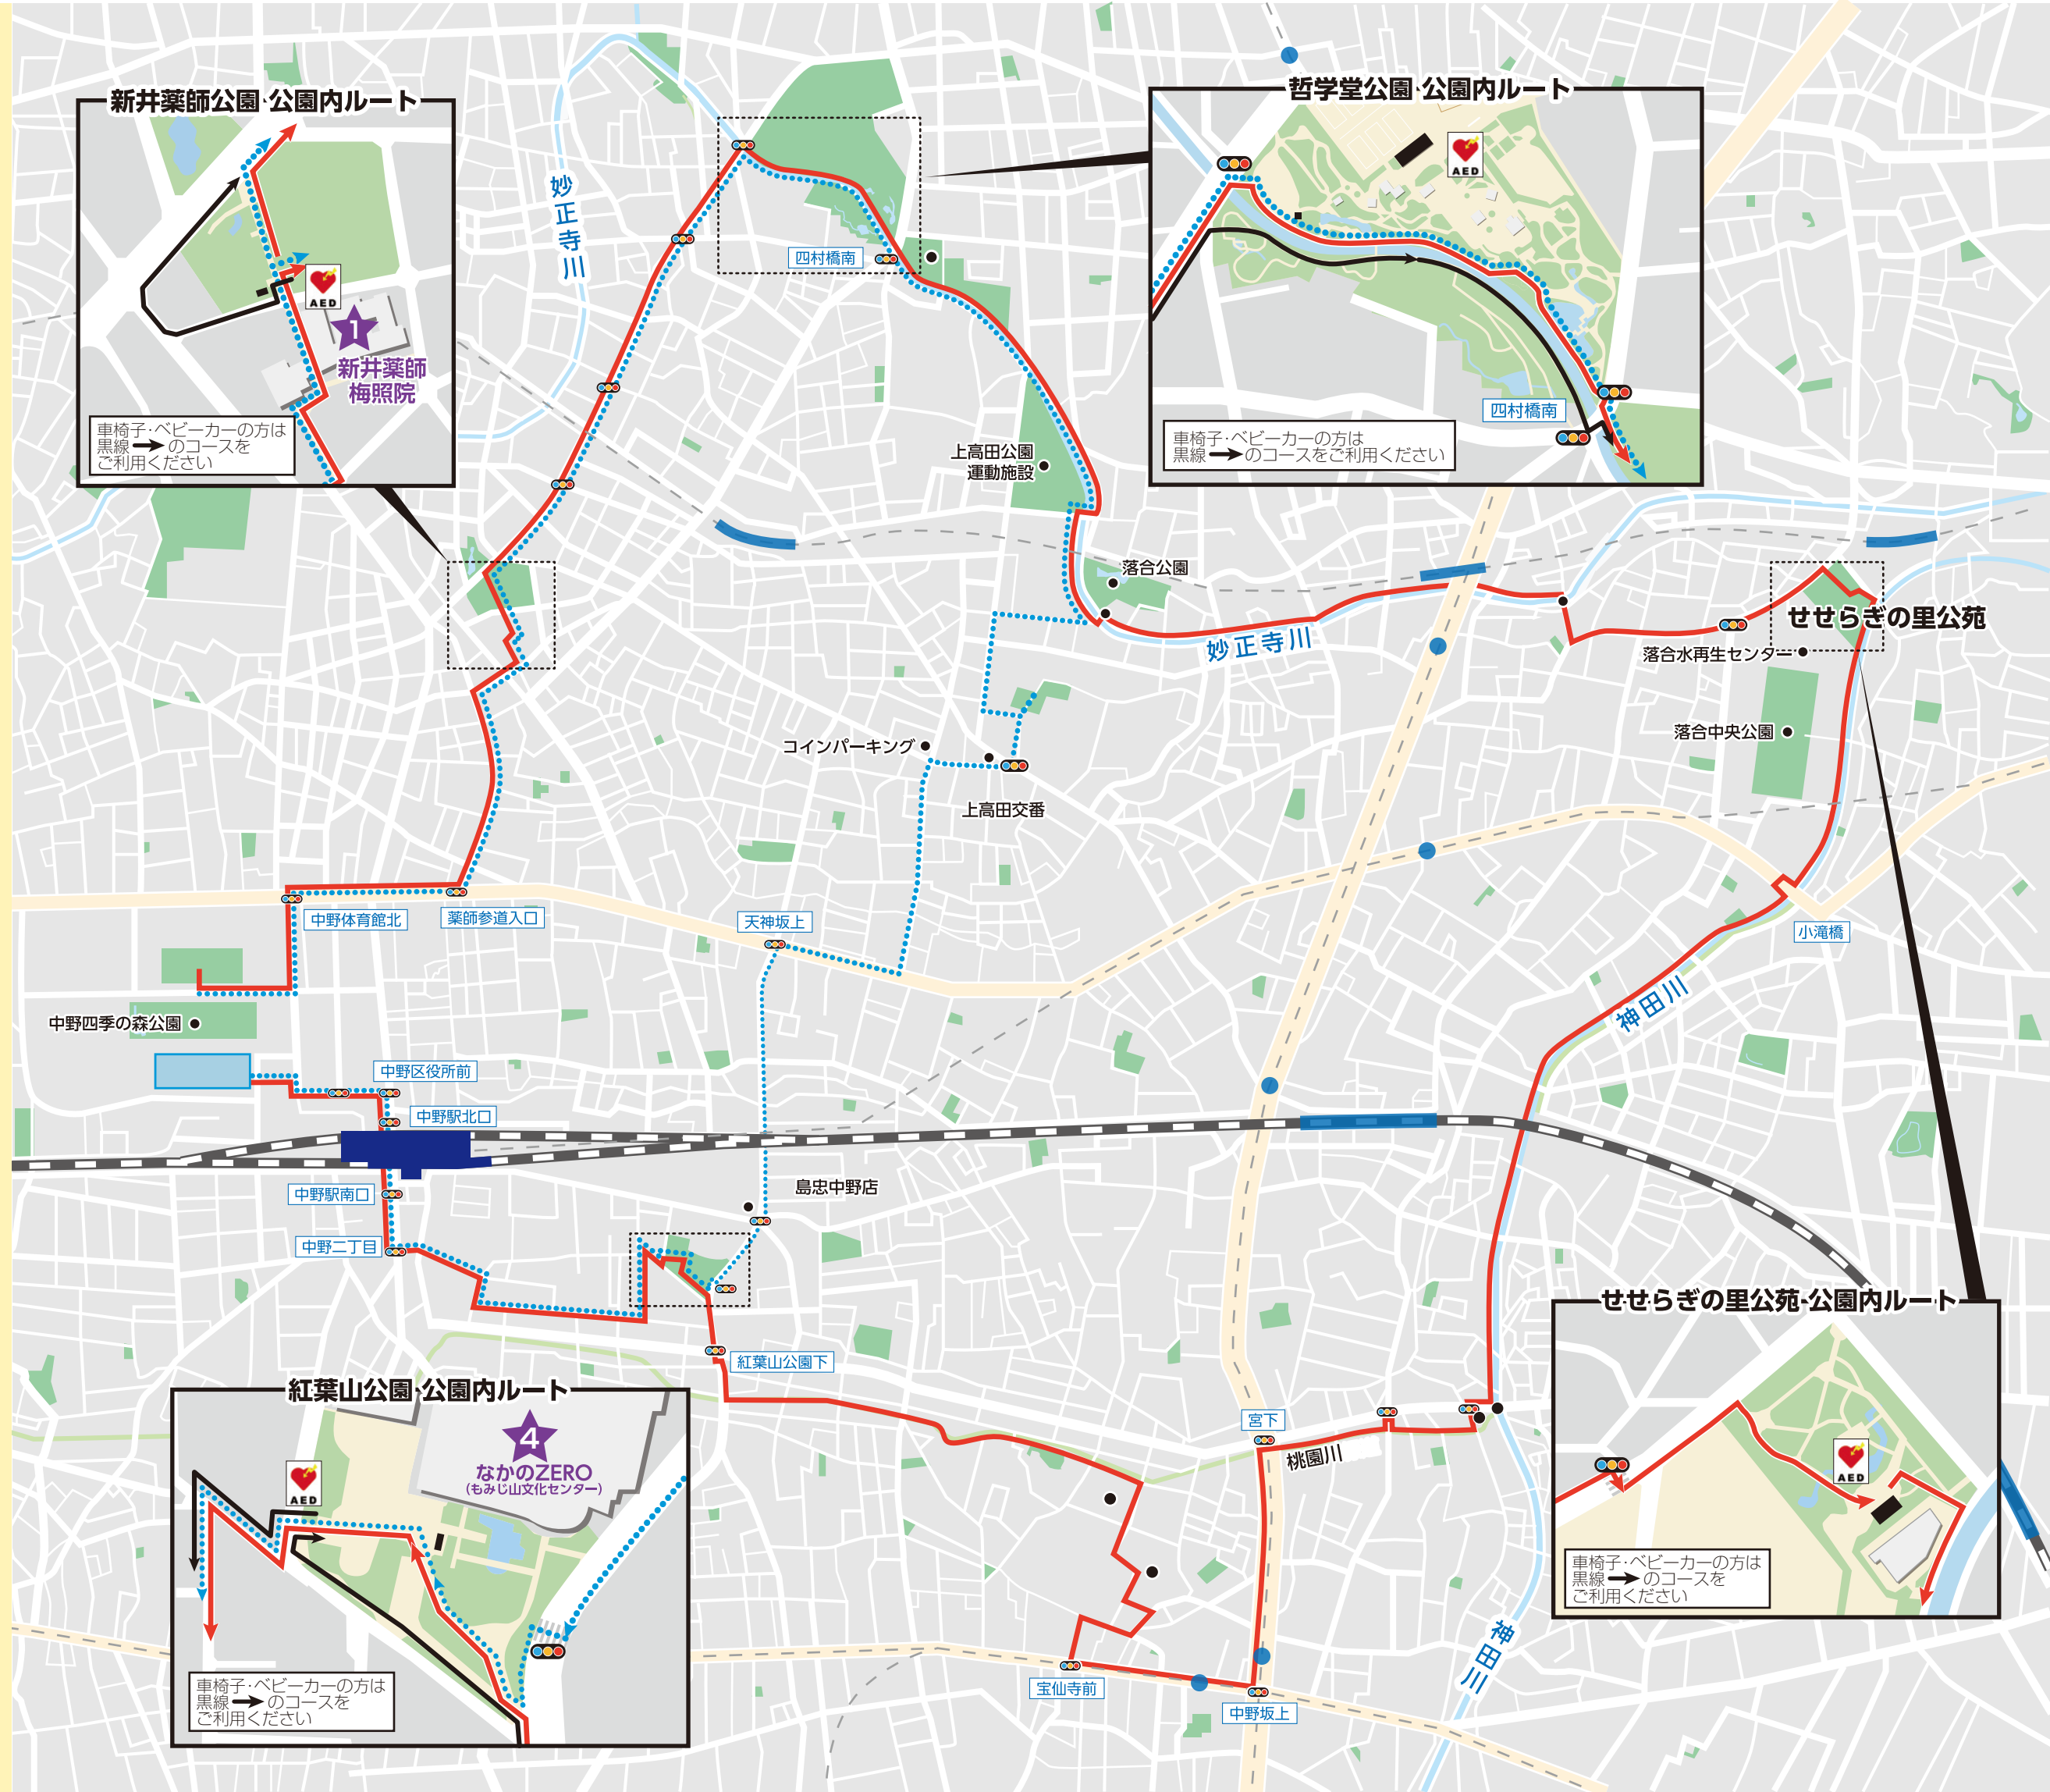 新井薬師公園 公園内ルート
AED
1
新井薬師
梅照院
車椅子・ベビーカーの方は
黒線→のコースを
ご利用ください
哲学堂公園 公園内ルート
AED
四村橋南
車椅子・ベビーカーの方は
黒線→のコースをご利用ください
妙正寺川
四村橋南
上高田公園
運動施設
落合公園
妙正寺川
せせらぎの里公苑
落合水再生センター
落合中央公園
コインパーキング
上高田交番
中野体育館北
薬師参道入口
天神坂上
小滝橋
神田川
中野四季の森公園
中野区役所前
中野駅北口
中野駅南口
島忠中野店
中野二丁目
紅葉山公園下
宮下
桃園川
神田川
宝仙寺前
中野坂上
紅葉山公園 公園内ルート
4
なかのZERO
(もみじ山文化センター)
AED
車椅子・ベビーカーの方は
黒線→のコースを
ご利用ください
せせらぎの里公苑 公園内ルート
AED
車椅子・ベビーカーの方は
黒線→のコースを
ご利用ください